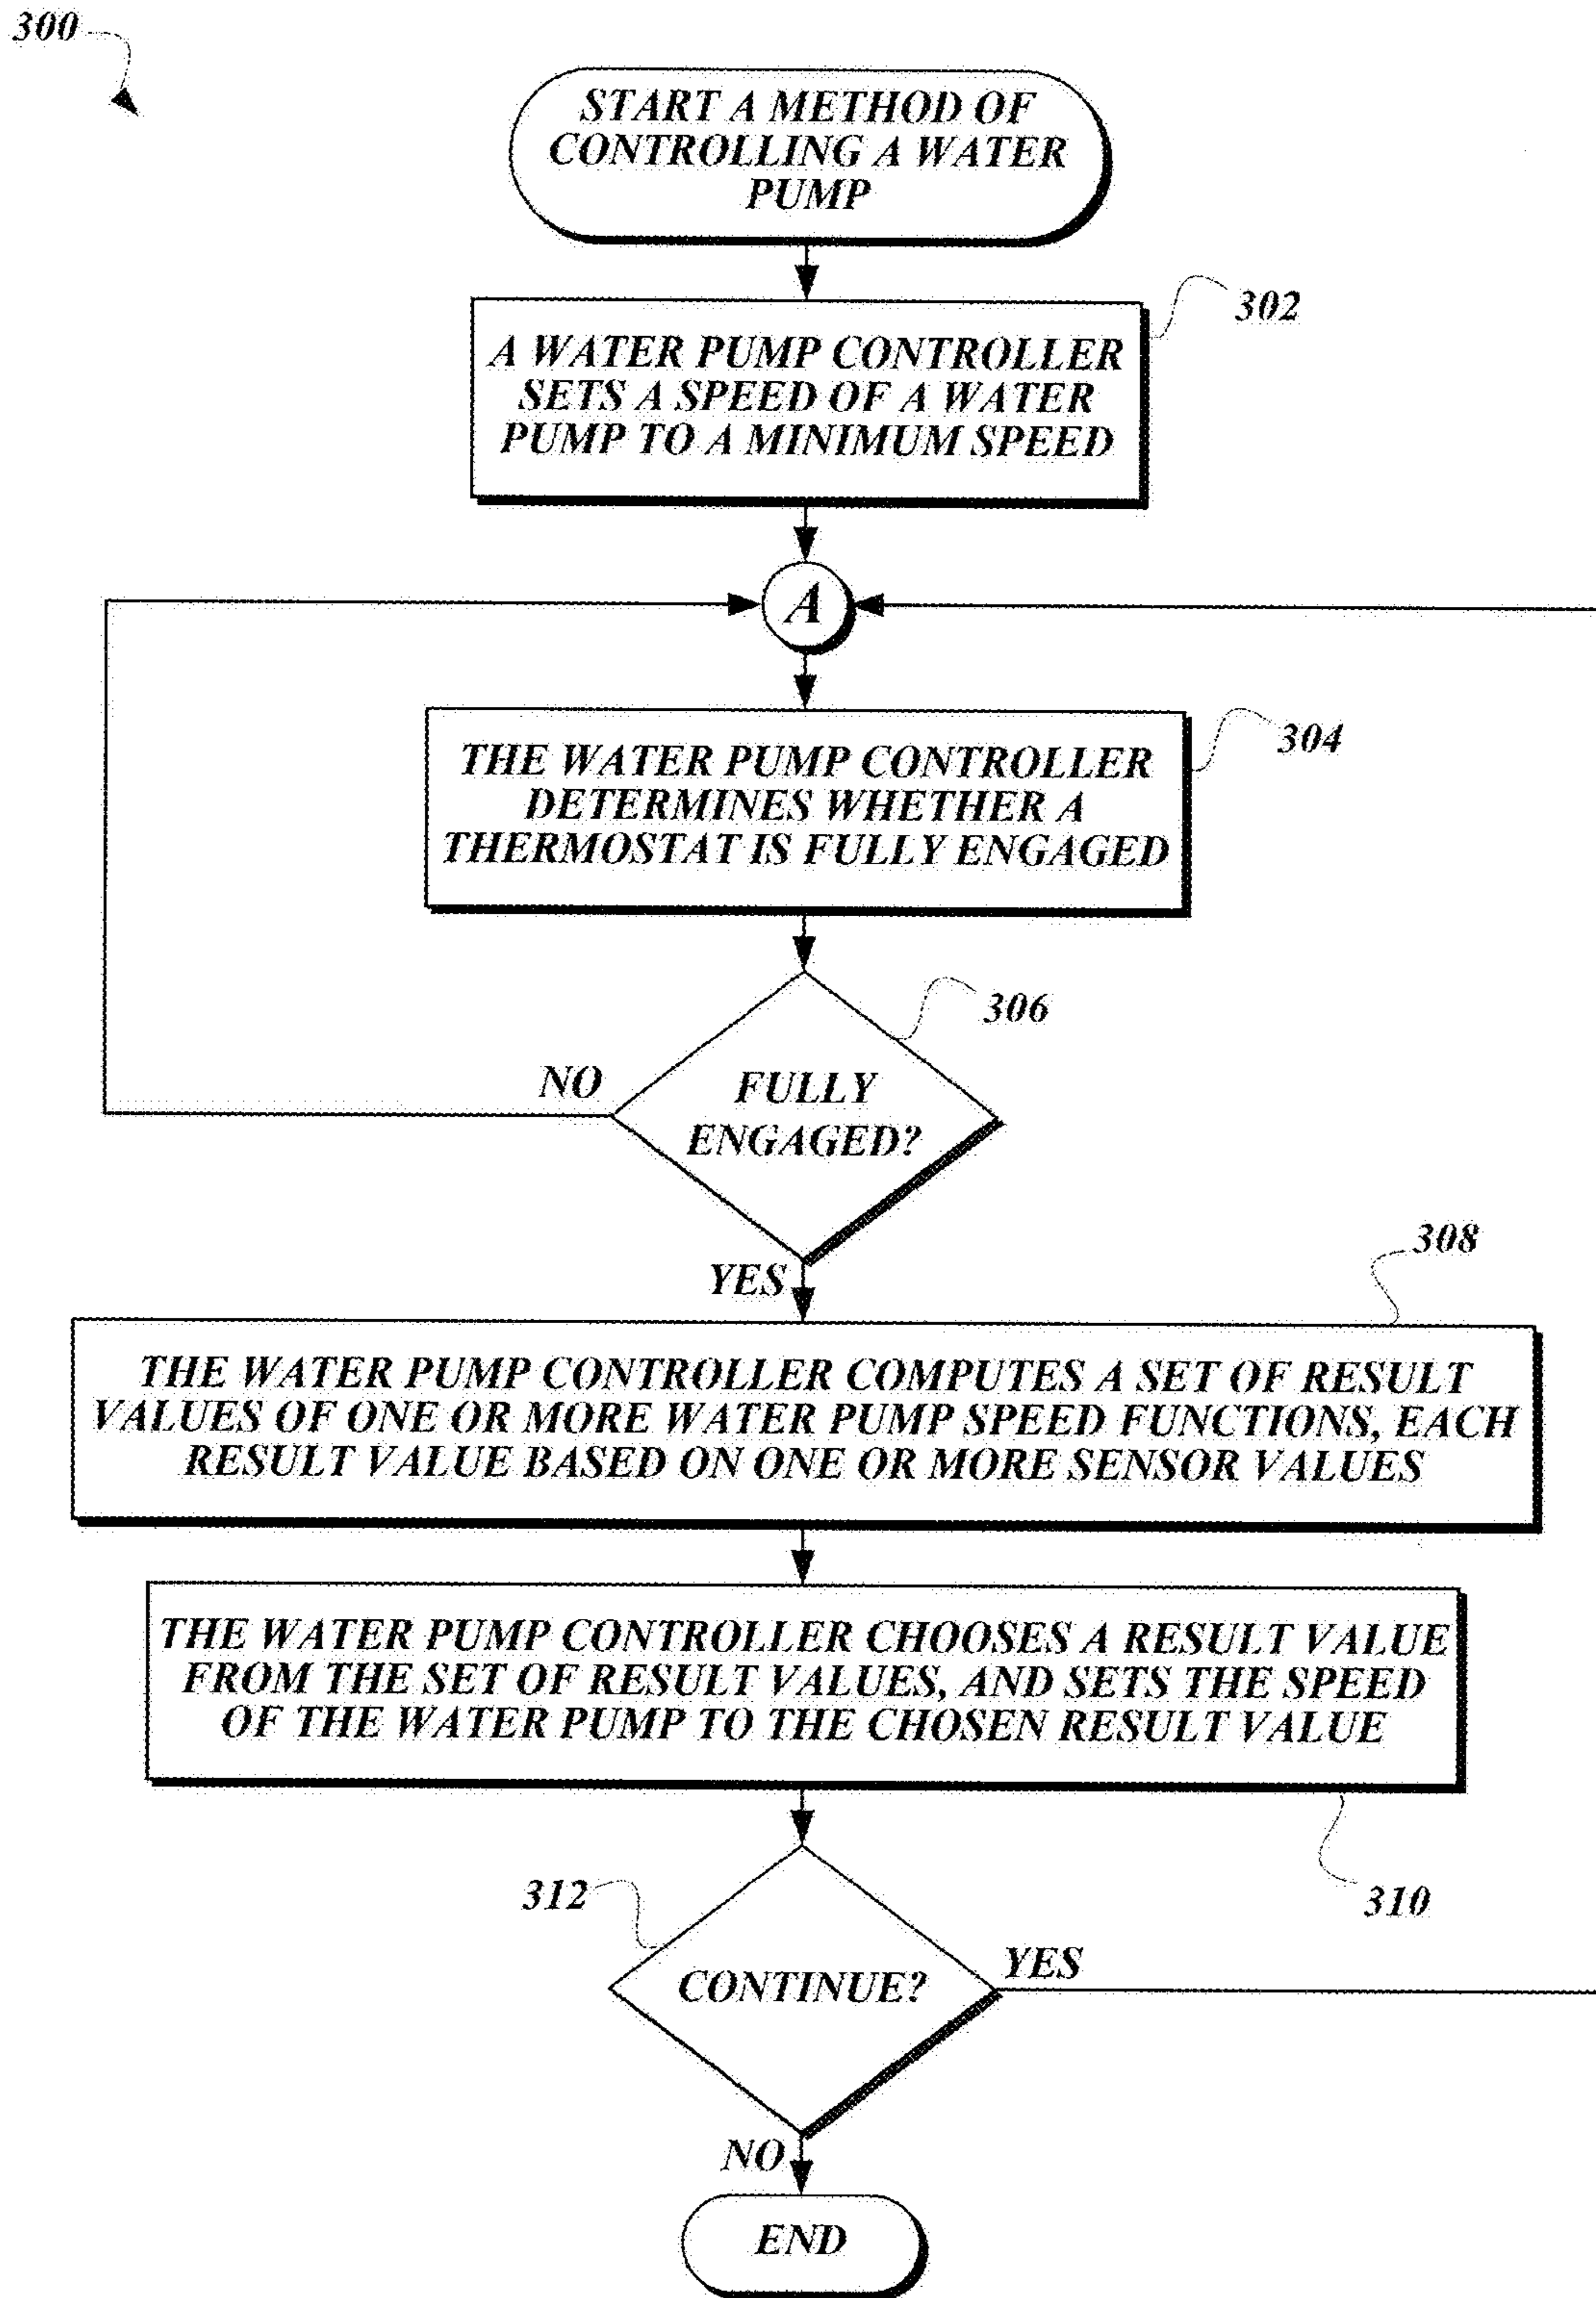 300
START A METHOD OF
CONTROLLING A WATER
PUMP
302
A WATER PUMP CONTROLLER
SETS A SPEED OF A WATER
PUMP TO A MINIMUM SPEED
A
304
THE WATER PUMP CONTROLLER
DETERMINES WHETHER A
THERMOSTAT IS FULLY ENGAGED
306
NO
FULLY
ENGAGED?
YES
308
THE WATER PUMP CONTROLLER COMPUTES A SET OF RESULT
VALUES OF ONE OR MORE WATER PUMP SPEED FUNCTIONS, EACH
RESULT VALUE BASED ON ONE OR MORE SENSOR VALUES
THE WATER PUMP CONTROLLER CHOOSES A RESULT VALUE
FROM THE SET OF RESULT VALUES, AND SETS THE SPEED
OF THE WATER PUMP TO THE CHOSEN RESULT VALUE
310
312
CONTINUE?
YES
NO
END